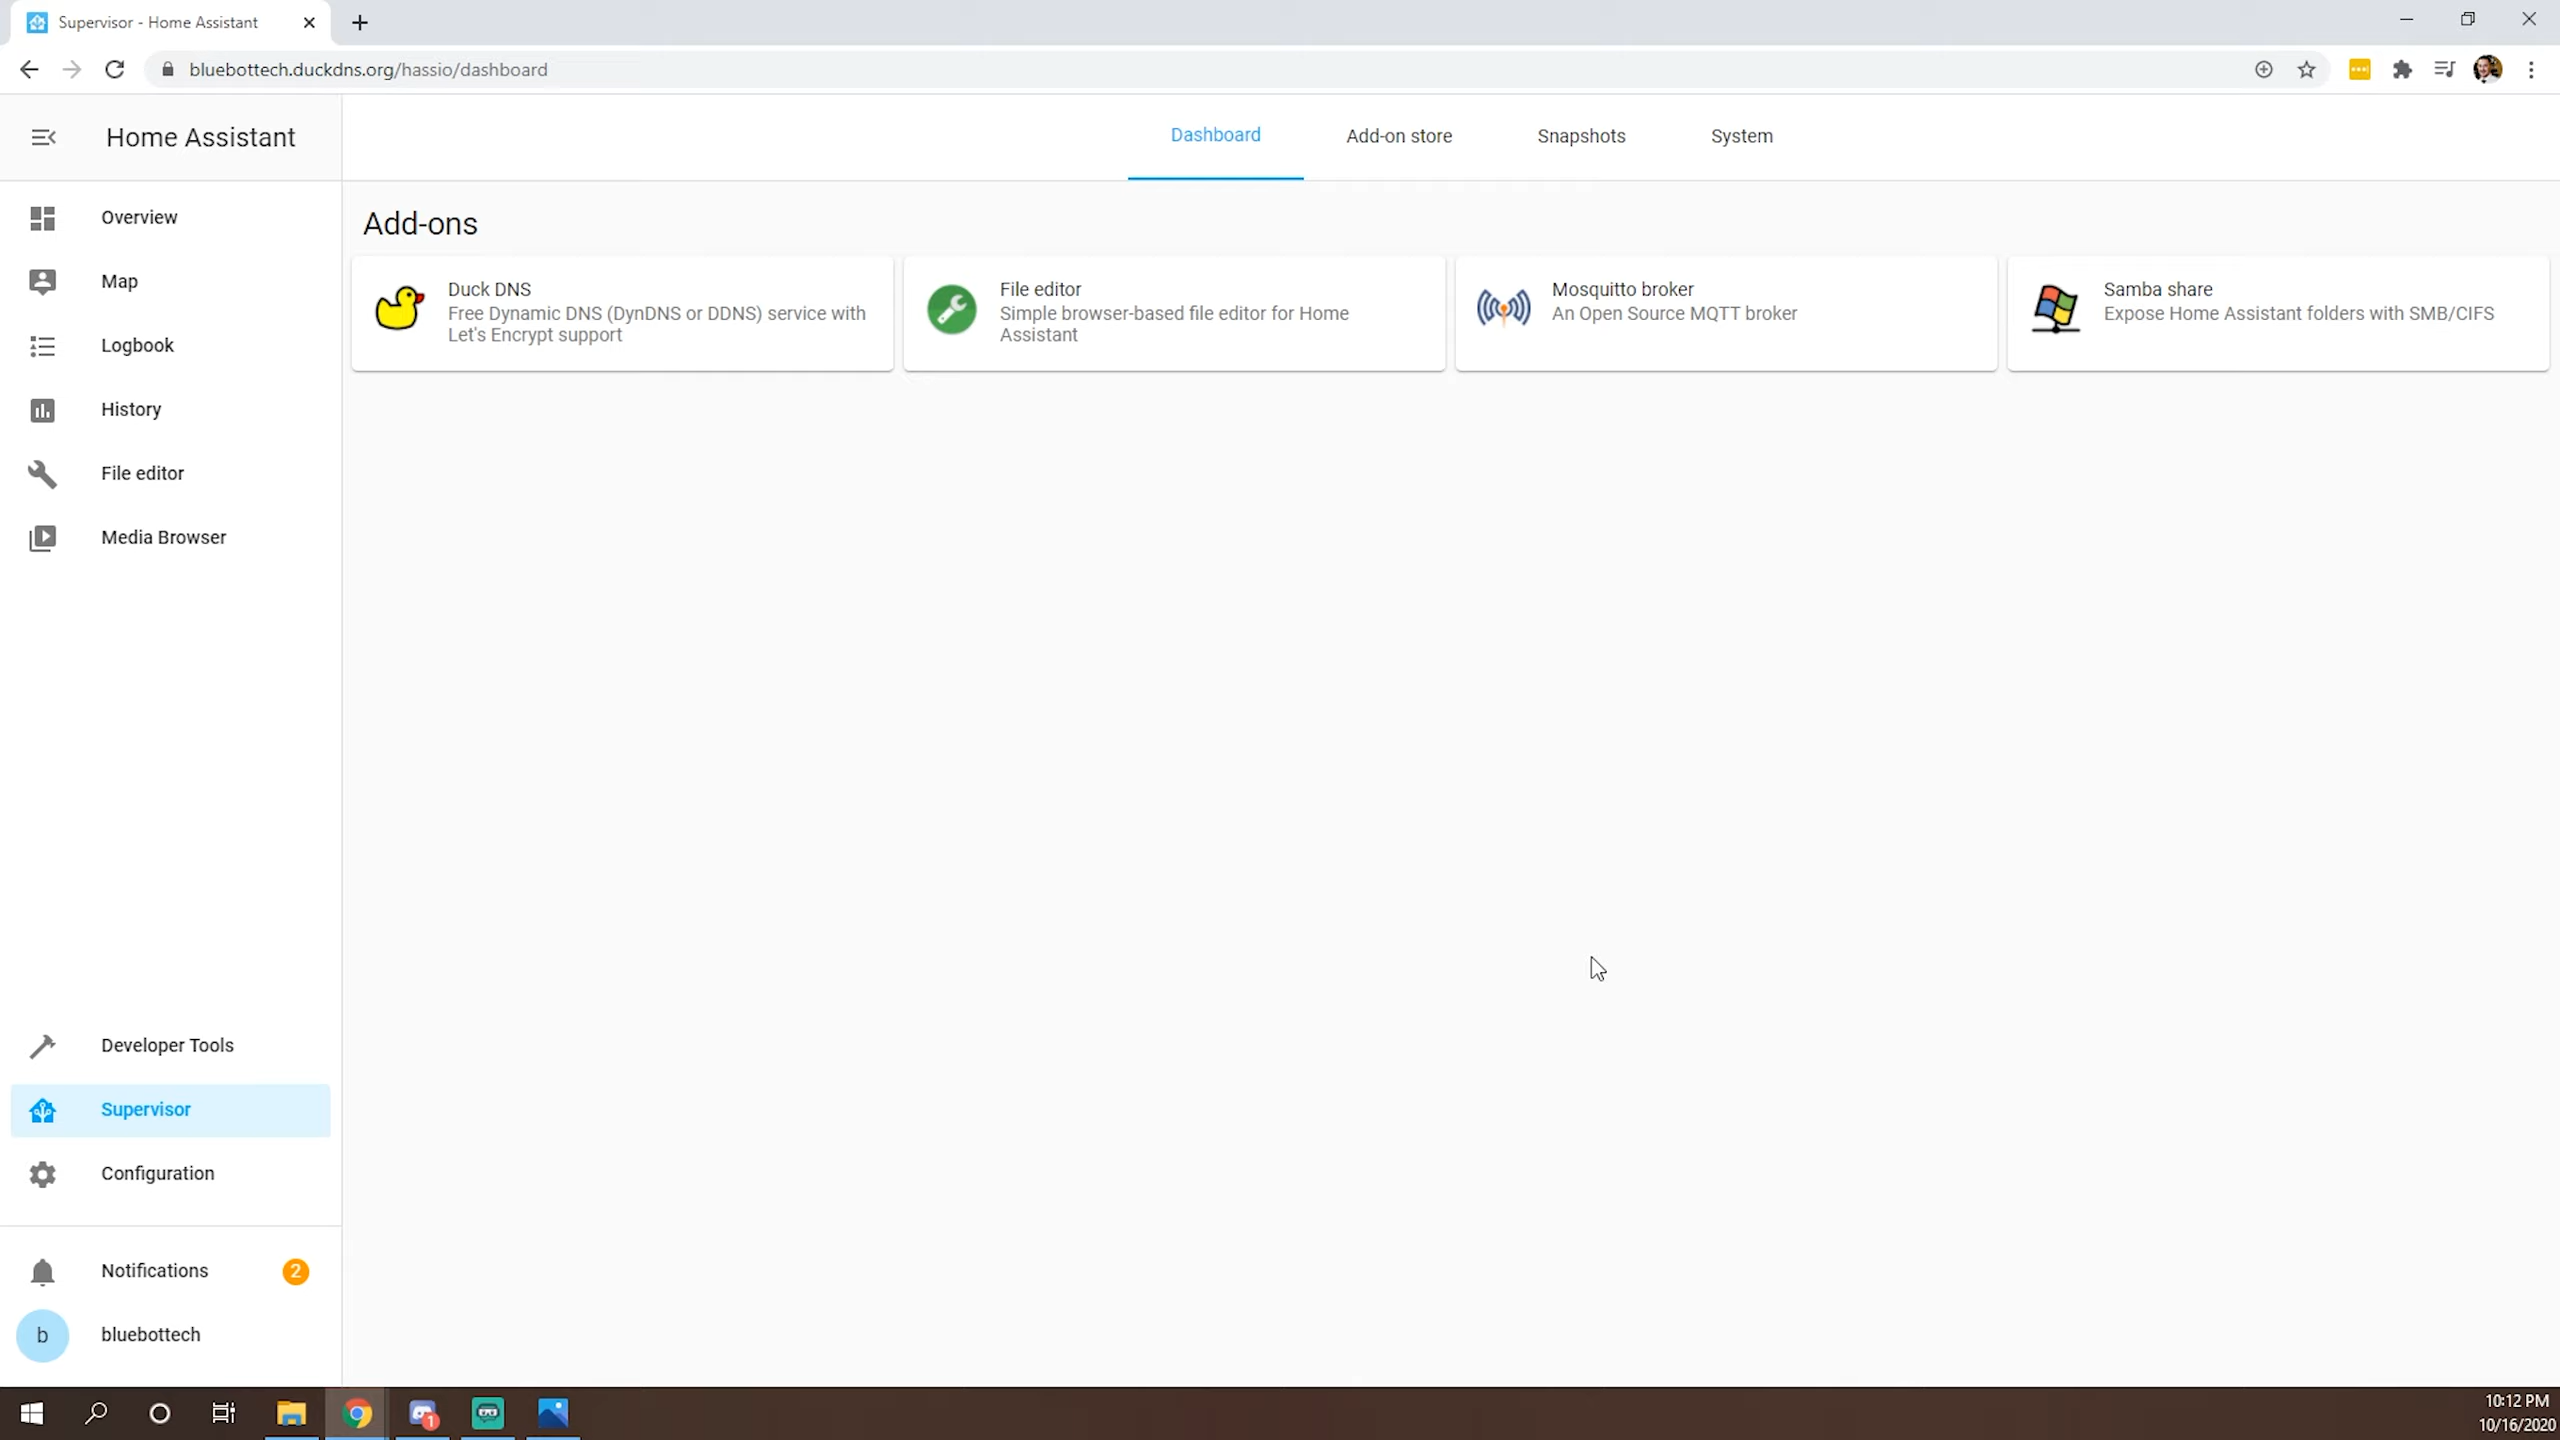 Supervisor - Home Assistant
bluebottech.duckdns.org/hassio/dashboard
Home Assistant
Dashboard
Add-on store
Snapshots
System
Overview
Map
Logbook
History
File editor
Media Browser
Add-ons
Duck DNS
Free Dynamic DNS (DynDNS or DDNS) service with
Let's Encrypt support
File editor
Simple browser-based file editor for Home
Assistant
Mosquitto broker
An Open Source MQTT broker
Samba share
Expose Home Assistant folders with SMB/CIFS
Developer Tools
Supervisor
Configuration
Notifications
2
b
bluebottech
1
10:12 PM
10/16/2020